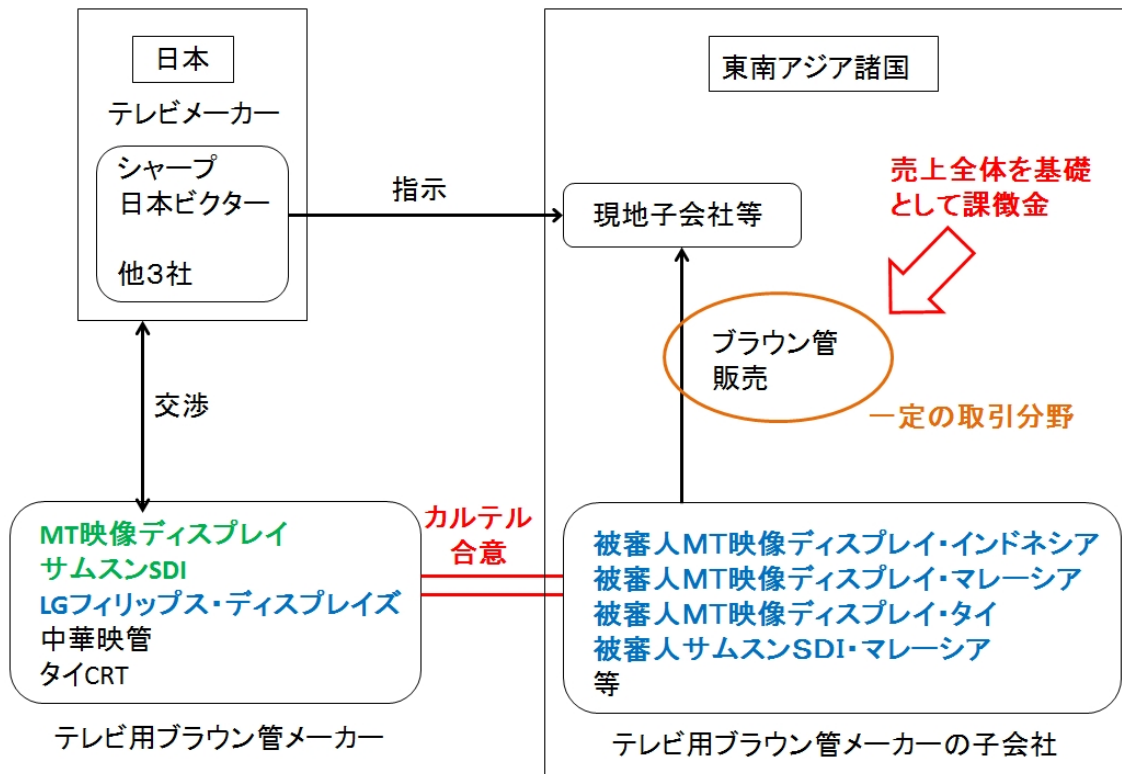 日本
テレビメーカー
シャープ
日本ビクター
他3社
指示
交渉
東南アジア諸国
現地子会社等
売上全体を基礎
として課徴金
ブラウン管
販売
一定の取引分野
MT映像ディスプレイ
サムスンSDI
LGフィリップス・ディスプレイズ
中華映管
タイCRT
テレビ用ブラウン管メーカー
カルテル
合意
被審人MT映像ディスプレイ・インドネシア
被審人MT映像ディスプレイ・マレーシア
被審人MT映像ディスプレイ・タイ
被審人サムスンSDI・マレーシア
等
テレビ用ブラウン管メーカーの子会社